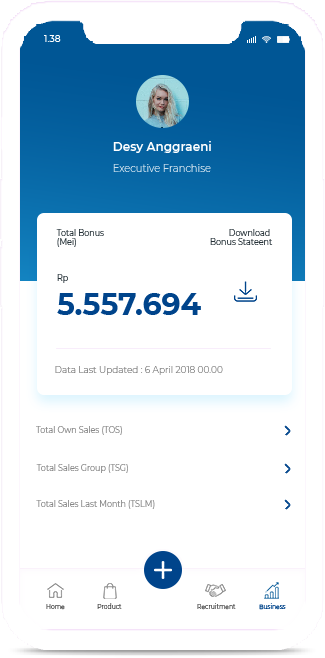 1.38
Desy Anggraeni
Executive Franchise
Total Bonus
(Mei)
Download
Bonus Stateent
Rp
5.557.694
Data Last Updated : 6 April 2018 00.00
Total Own Sales (TOS)
Total Sales Group (TSG)
Total Sales Last Month (TSLM)
Home
Product
Recruitment
Business